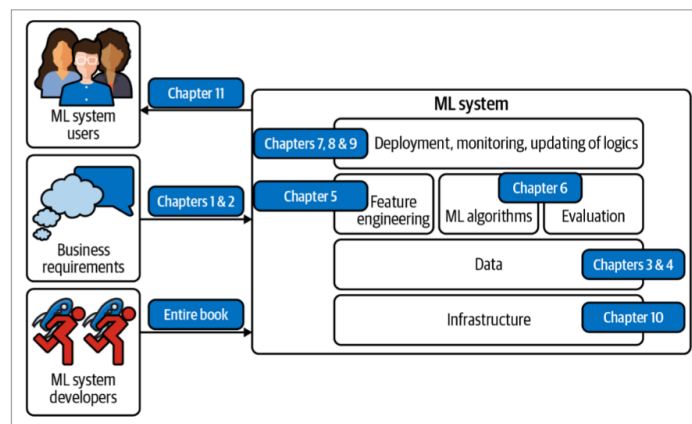 ML system
users
Chapter 11
ML system
Chapters 7, 8 & 9
Deployment, monitoring, updating of logics
Business
requirements
Chapters 1 & 2
Chapter 5
Feature
engineering
Chapter 6
ML algorithms
Evaluation
Data
Chapters 3 & 4
ML system
developers
Entire book
Infrastructure
Chapter 10